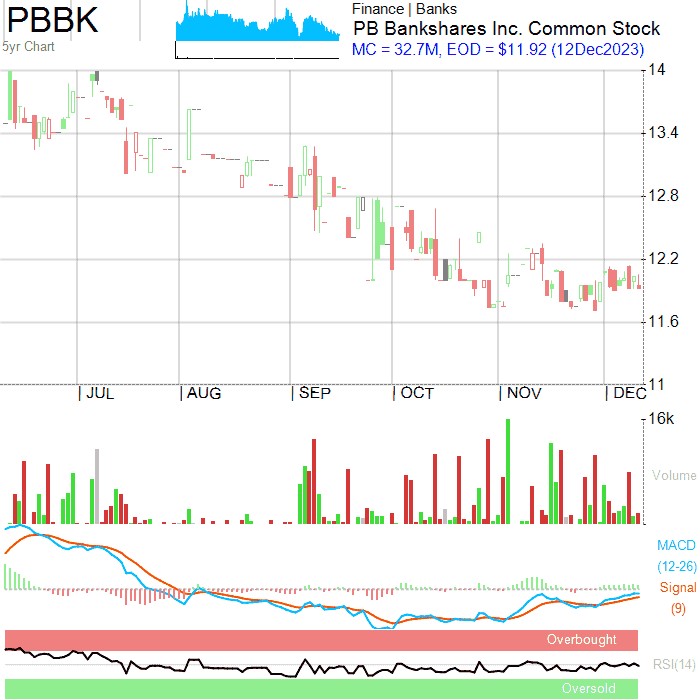 PBBK
5yr Chart
Finance | Banks
PB Bankshares Inc. Common Stock
MC = 32.7M, EOD = $11.92 (12Dec2023)
14
13.4
12.8
12.2
11.6
11
| JUL | AUG | SEP | OCT | NOV | DEC
16k
Volume
MACD
(12-26)
Signal
(9)
Overbought
RSI(14)
Oversold